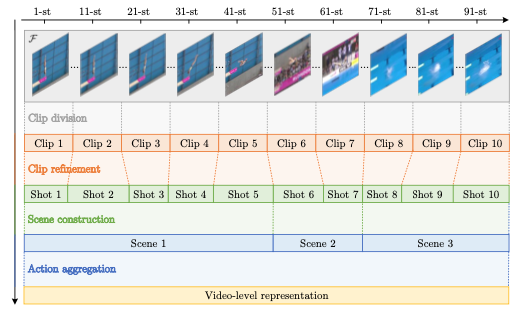 1-st 11-st 21-st 31-st 41-st 51-st 61-st 71-st 81-st 91-st
F
Clip division
Clip 1 Clip 2 Clip 3 Clip 4 Clip 5 Clip 6 Clip 7 Clip 8 Clip 9 Clip 10
Clip refinement
Shot 1 Shot 2 Shot 3 Shot 4 Shot 5 Shot 6 Shot 7 Shot 8 Shot 9 Shot 10
Scene construction
Scene 1 Scene 2 Scene 3
Action aggregation
Video-level representation